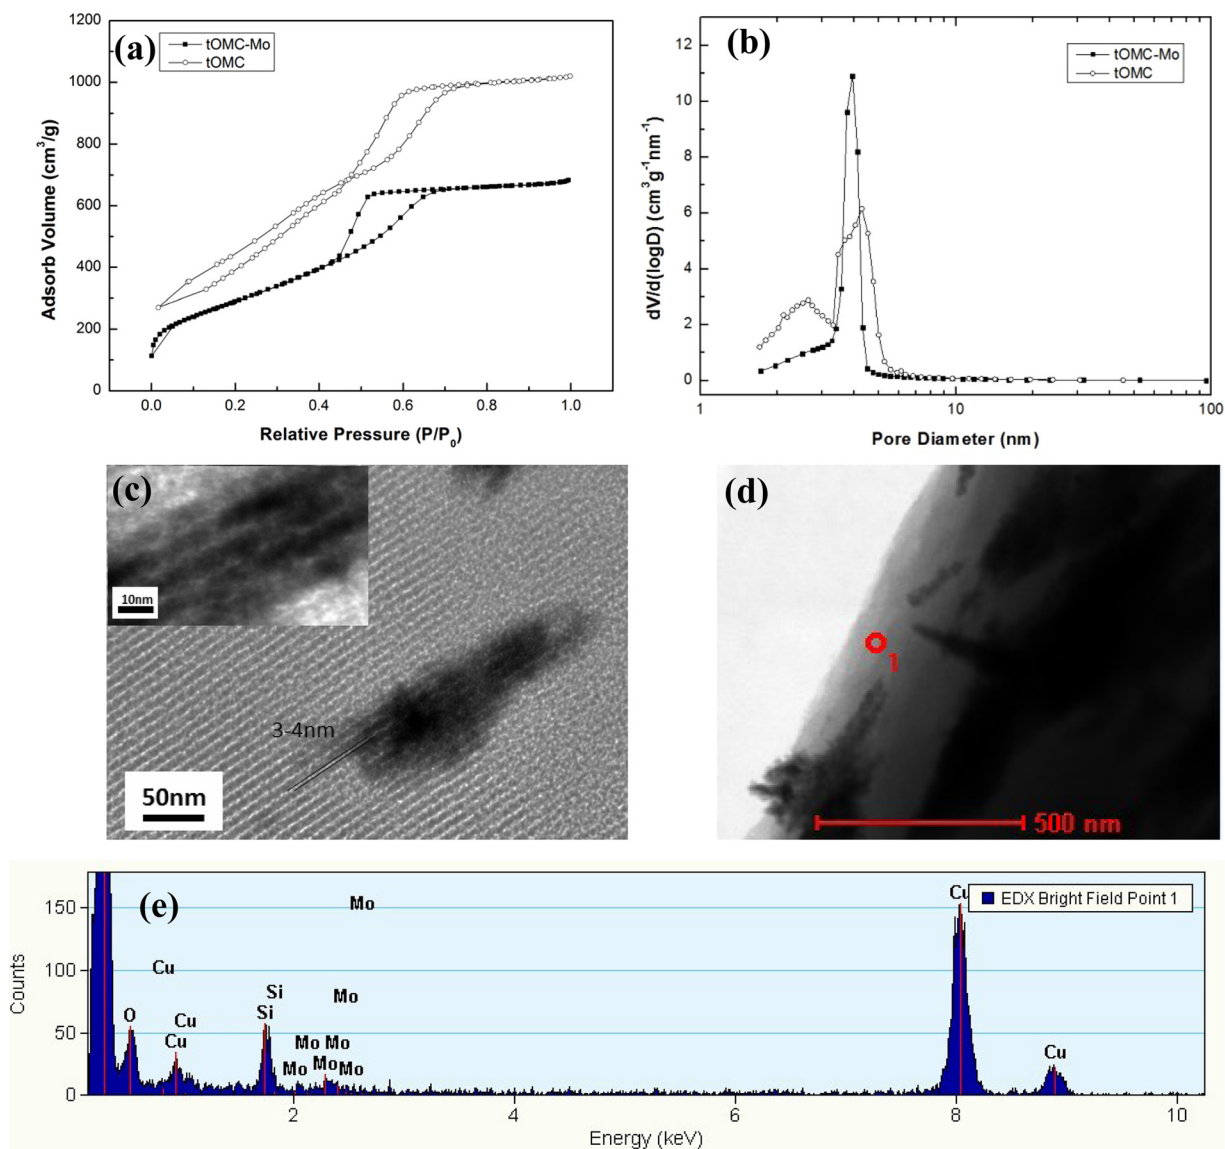 (a)
tOMC-Mo
tOMC
1200
1000
800
600
400
200
0
Adsorb Volume (cm³/g)
0.0 0.2 0.4 0.6 0.8 1.0
Relative Pressure (P/P₀)
(b)
tOMC-Mo
tOMC
12
10
8
6
4
2
0
dV/d(logD) (cm³g⁻¹nm⁻¹)
1 10 100
Pore Diameter (nm)
(c)
10nm
3-4nm
50nm
(d)
1
500 nm
(e)
EDX Bright Field Point 1
150
100
50
0
Counts
Mo
Cu
Cu
Si
Mo
O
Cu
Cu
Si
Mo
Mo
Mo
Mo
Mo
Cu
2 4 6 8 10
Energy (keV)